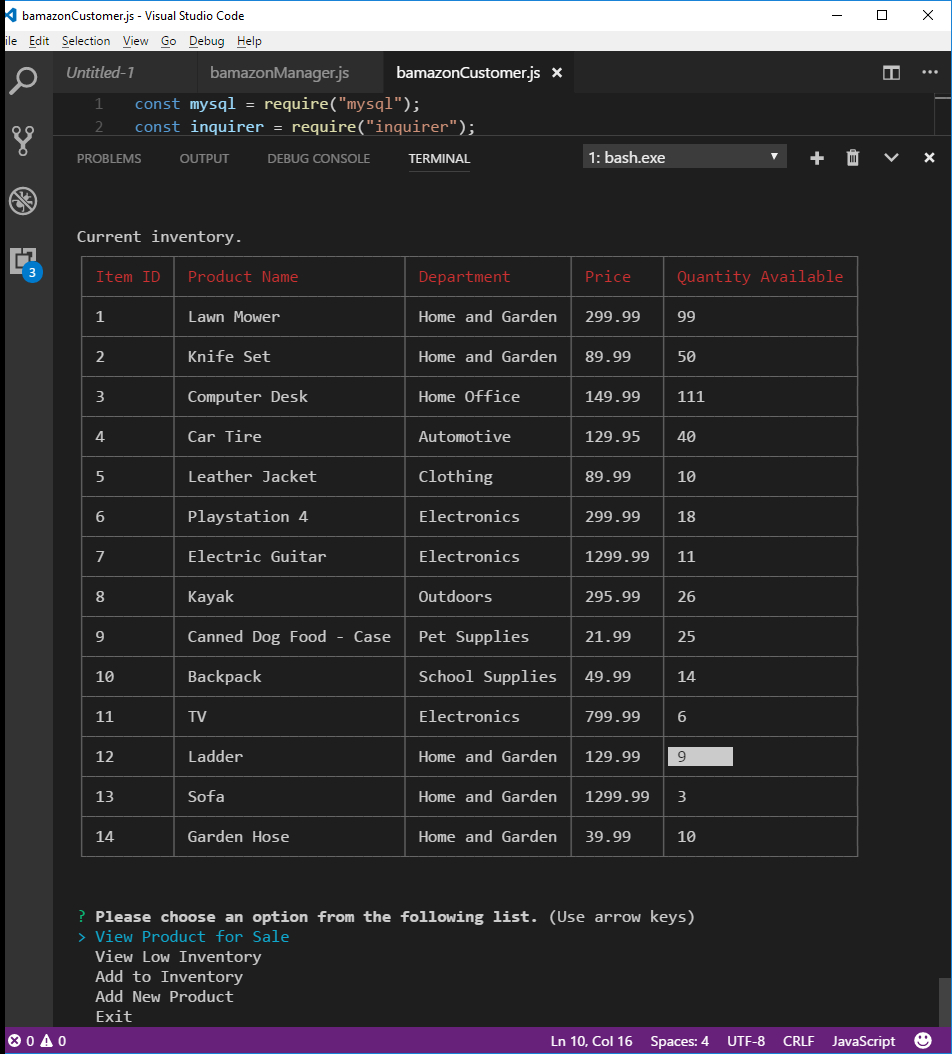 bamazonCustomer.js - Visual Studio Code
ile Edit Selection View Go Debug Help
Untitled-1 bamazonManager.js bamazonCustomer.js ×
1 const mysql = require("mysql");
2 const inquirer = require("inquirer");
PROBLEMS OUTPUT DEBUG CONSOLE TERMINAL 1: bash.exe
3
Current inventory.
Item ID Product Name Department Price Quantity Available
1 Lawn Mower Home and Garden 299.99 99
2 Knife Set Home and Garden 89.99 50
3 Computer Desk Home Office 149.99 111
4 Car Tire Automotive 129.95 40
5 Leather Jacket Clothing 89.99 10
6 Playstation 4 Electronics 299.99 18
7 Electric Guitar Electronics 1299.99 11
8 Kayak Outdoors 295.99 26
9 Canned Dog Food - Case Pet Supplies 21.99 25
10 Backpack School Supplies 49.99 14
11 TV Electronics 799.99 6
12 Ladder Home and Garden 129.99 9
13 Sofa Home and Garden 1299.99 3
14 Garden Hose Home and Garden 39.99 10
? Please choose an option from the following list. (Use arrow keys)
> View Product for Sale
View Low Inventory
Add to Inventory
Add New Product
Exit
0 0 Ln 10, Col 16 Spaces: 4 UTF-8 CRLF JavaScript